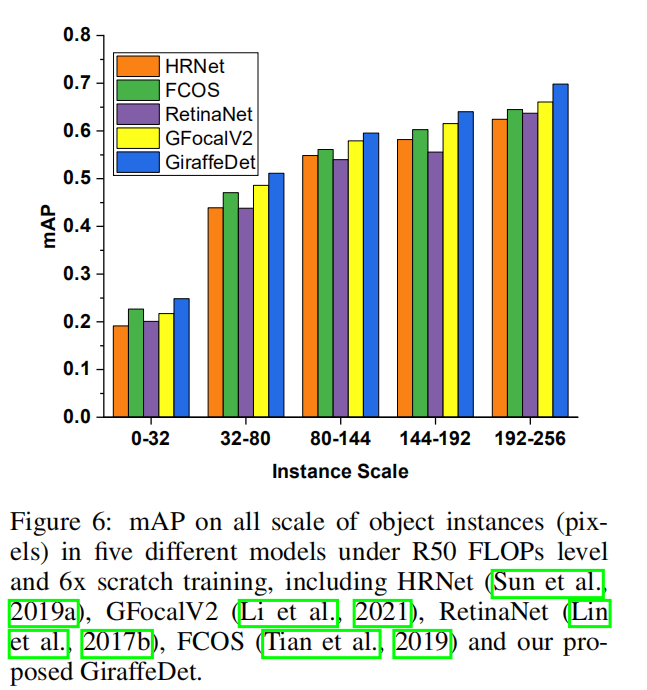 0.8
0.7
0.6
0.5
0.4
0.3
0.2
0.1
0.0
mAP
HRNet
FCOS
RetinaNet
GFocalV2
GiraffeDet
0-32 32-80 80-144 144-192 192-256
Instance Scale
Figure 6: mAP on all scale of object instances (pix-
els) in five different models under R50 FLOPs level
and 6x scratch training, including HRNet (Sun et al.,
2019a), GFocalV2 (Li et al., 2021), RetinaNet (Lin
et al., 2017b), FCOS (Tian et al., 2019) and our pro-
posed GiraffeDet.